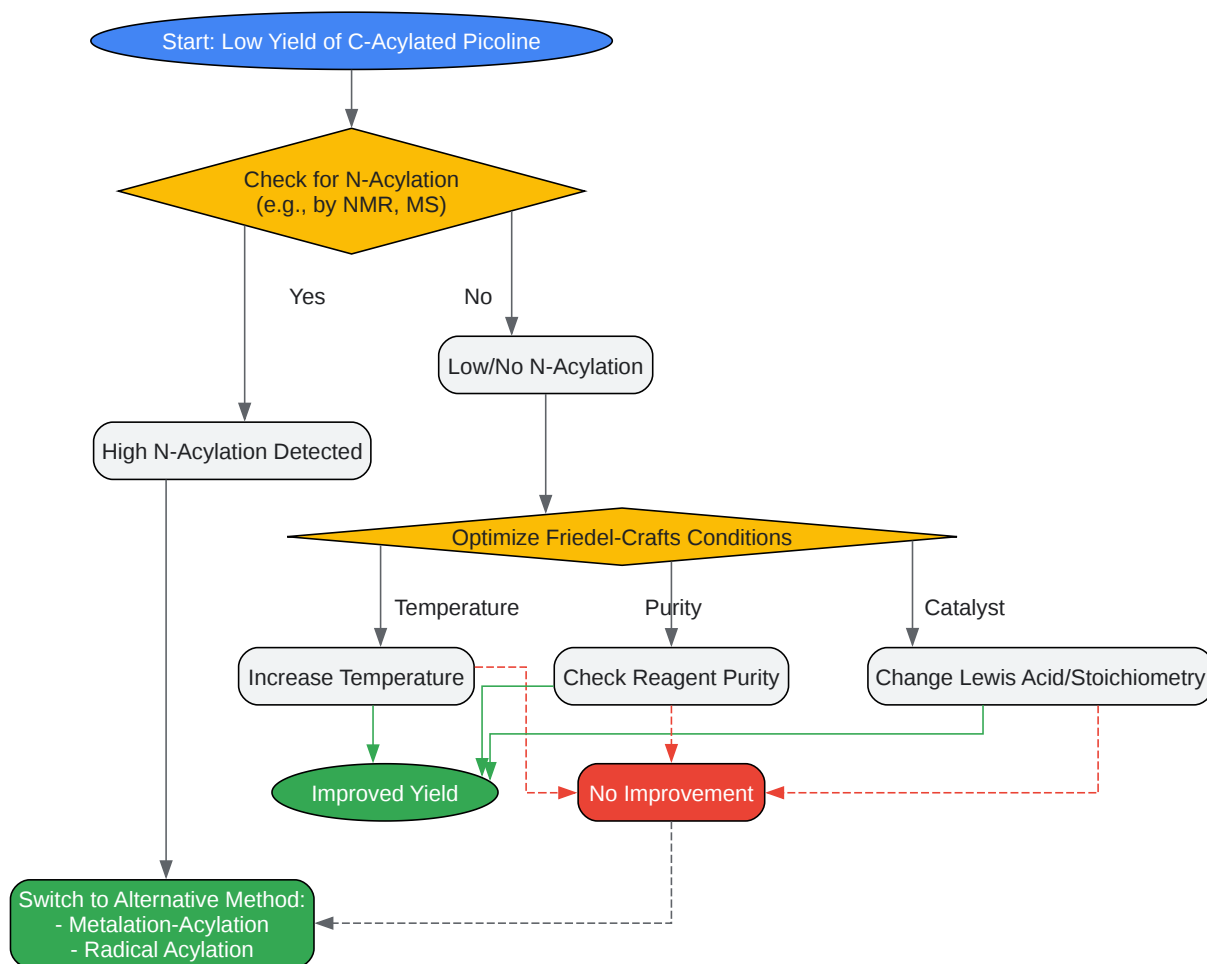 Start: Low Yield of C-Acylated Picoline
Check for N-Acylation
(e.g., by NMR, MS)
Yes
No
Low/No N-Acylation
High N-Acylation Detected
Optimize Friedel-Crafts Conditions
Temperature
Purity
Catalyst
Increase Temperature
Check Reagent Purity
Change Lewis Acid/Stoichiometry
Improved Yield
No Improvement
Switch to Alternative Method:
- Metalation-Acylation
- Radical Acylation